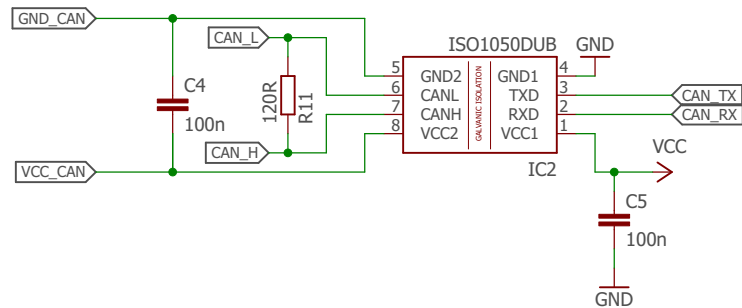 GND_CAN
CAN_L
ISO1050DUB
GND
C4
100n
120R
R11
5 GND2 GND1 4
6 CANL TXD 3
7 CANH RXD 2
8 VCC2 VCC1 1
GALVANIC ISOLATION
CAN_TX
CAN_RX
CAN_H
VCC_CAN
IC2
VCC
C5
100n
GND